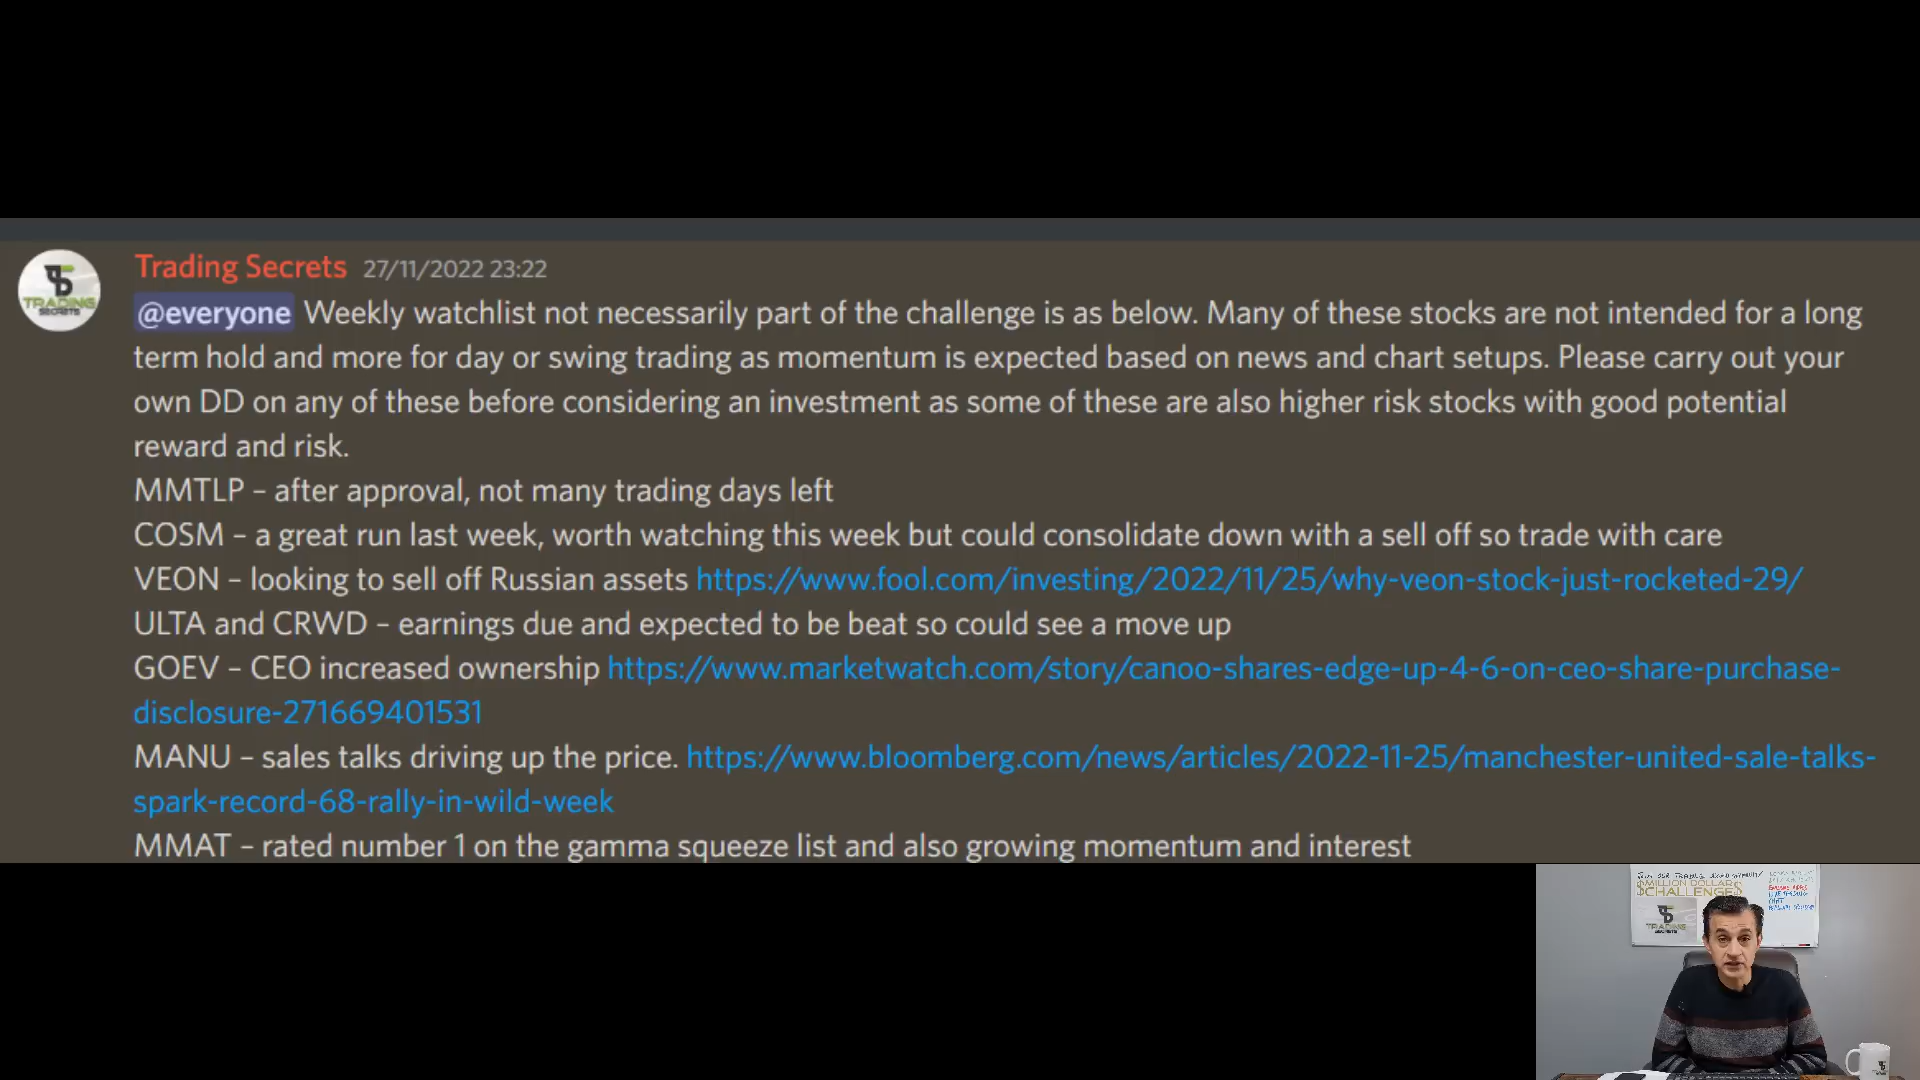 Trading Secrets 27/11/2022 23:22
@everyone Weekly watchlist not necessarily part of the challenge is as below. Many of these stocks are not intended for a long
term hold and more for day or swing trading as momentum is expected based on news and chart setups. Please carry out your
own DD on any of these before considering an investment as some of these are also higher risk stocks with good potential
reward and risk.
MMTLP – after approval, not many trading days left
COSM – a great run last week, worth watching this week but could consolidate down with a sell off so trade with care
VEON – looking to sell off Russian assets https://www.fool.com/investing/2022/11/25/why-veon-stock-just-rocketed-29/
ULTA and CRWD – earnings due and expected to be beat so could see a move up
GOEV – CEO increased ownership https://www.marketwatch.com/story/canoo-shares-edge-up-4-6-on-ceo-share-purchase-
disclosure-271669401531
MANU – sales talks driving up the price. https://www.bloomberg.com/news/articles/2022-11-25/manchester-united-sale-talks-
spark-record-68-rally-in-wild-week
MMAT – rated number 1 on the gamma squeeze list and also growing momentum and interest
TRADING
SECRETS
$MILLION DOLLAR
CHALLENGE$
TRADING
SECRETS